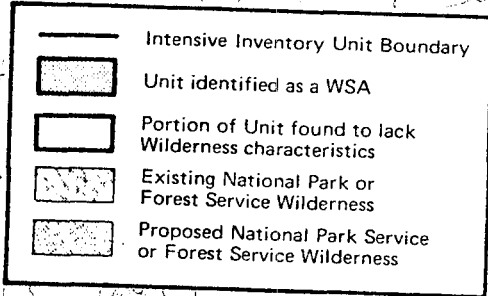 Intensive Inventory Unit Boundary
Unit identified as a WSA
Portion of Unit found to lack
Wilderness characteristics
Existing National Park or
Forest Service Wilderness
Proposed National Park Service
or Forest Service Wilderness